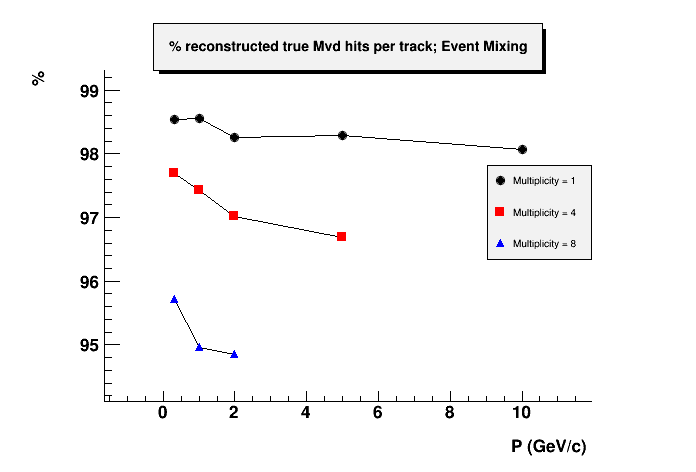 % reconstructed true Mvd hits per track; Event Mixing
%
99
98
97
96
95
Multiplicity = 1
Multiplicity = 4
Multiplicity = 8
0 2 4 6 8 10
P (GeV/c)